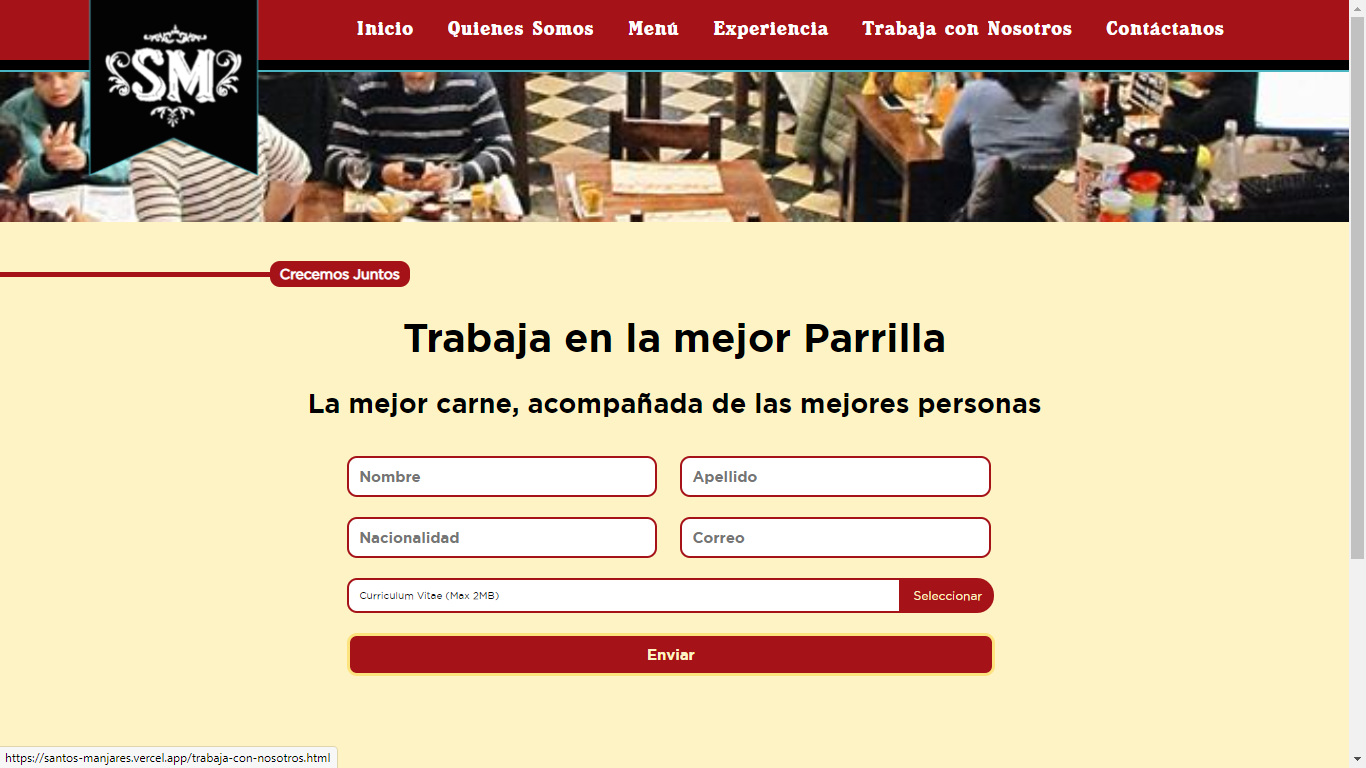 Inicio Quienes Somos Menú Experiencia Trabaja con Nosotros Contáctanos
SM
Crecemos Juntos
Trabaja en la mejor Parrilla
La mejor carne, acompañada de las mejores personas
Nombre Apellido
Nacionalidad Correo
Curriculum Vitae (Max 2MB) Seleccionar
Enviar
https://santos-manjares.vercel.app/trabaja-con-nosotros.html